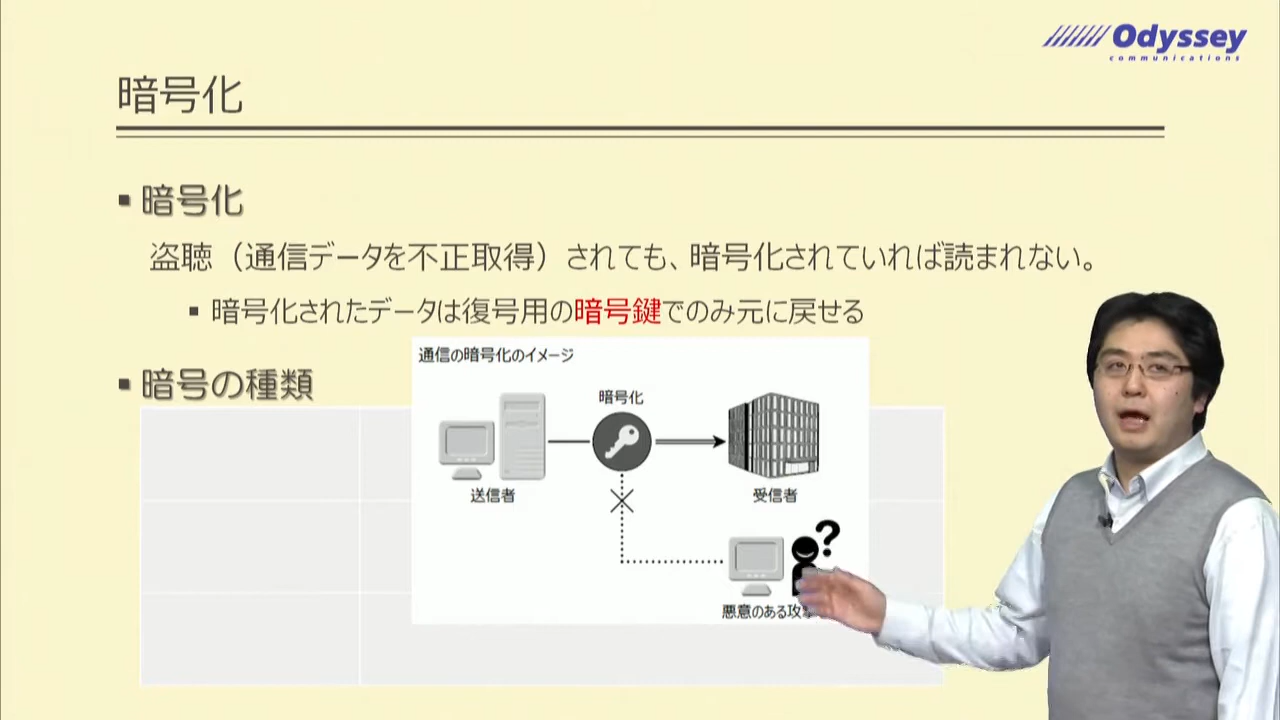 Odyssey
communications
暗号化
▪ 暗号化
盗聴（通信データを不正取得）されても、暗号化されていれば読まれない。
▪ 暗号化されたデータは復号用の暗号鍵でのみ元に戻せる
▪ 暗号の種類
通信の暗号化のイメージ
暗号化
送信者
受信者
?
悪意のある攻撃